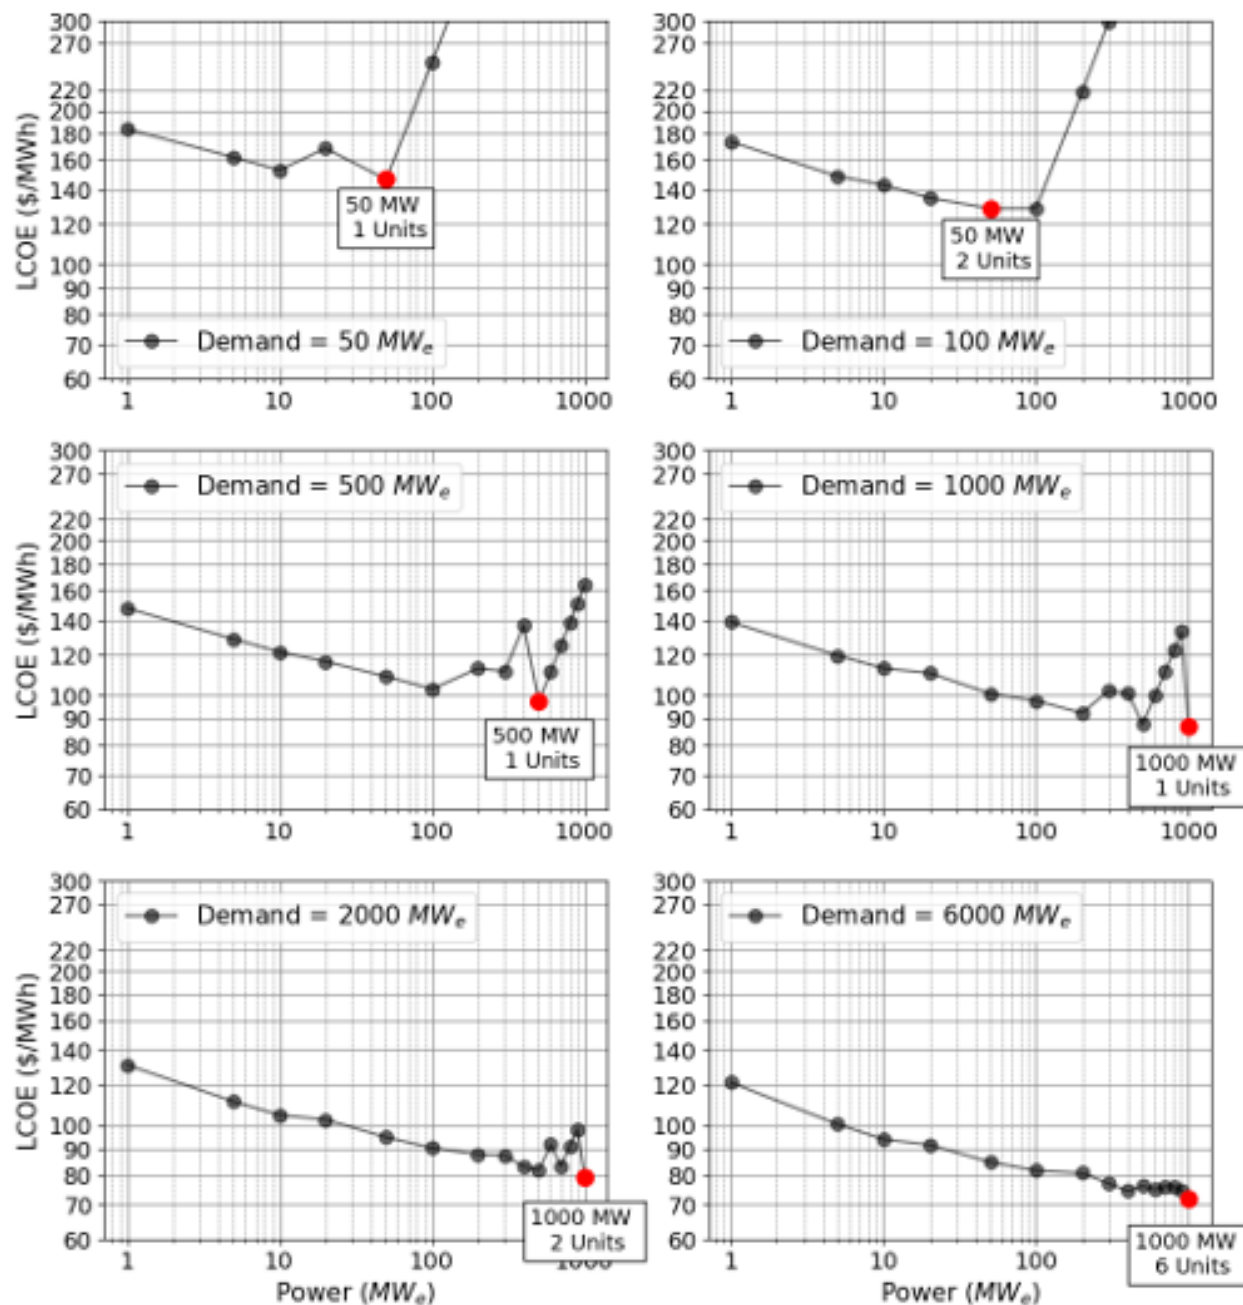 300
270
220
200
180
160
140
120
100
90
80
70
60
LCOE ($/MWh)
50 MW
1 Units
Demand = 50 MWe
1 10 100 1000
300
270
220
200
180
160
140
120
100
90
80
70
60
50 MW
2 Units
Demand = 100 MWe
1 10 100 1000
300
270
220
200
180
160
140
120
100
90
80
70
60
LCOE ($/MWh)
Demand = 500 MWe
500 MW
1 Units
1 10 100 1000
300
270
220
200
180
160
140
120
100
90
80
70
60
Demand = 1000 MWe
1000 MW
1 Units
1 10 100 1000
300
270
220
200
180
160
140
120
100
90
80
70
60
LCOE ($/MWh)
Demand = 2000 MWe
1000 MW
2 Units
1 10 100 1000
Power (MWe)
300
270
220
200
180
160
140
120
100
90
80
70
60
Demand = 6000 MWe
1000 MW
6 Units
1 10 100
Power (MWe)